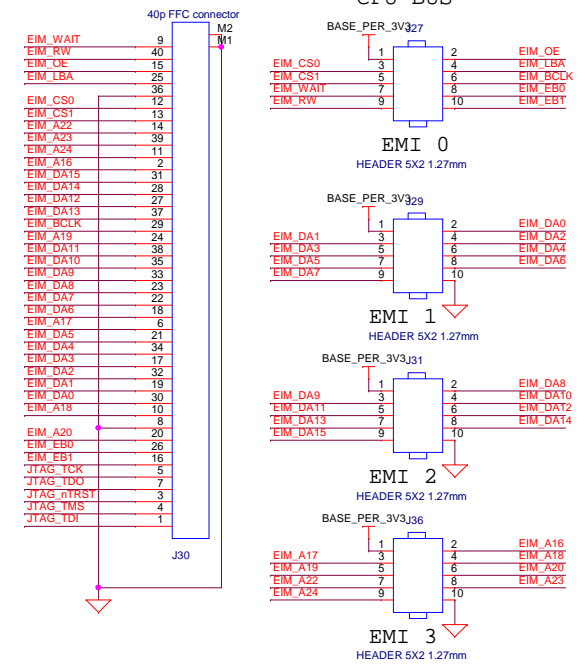 40p FFC connector
M2
M1
EIM_WAIT 9
EIM_RW 40
EIM_OE 15
EIM_LBA 25
36
EIM_CS0 12
EIM_CS1 13
EIM_A22 14
EIM_A23 39
EIM_A24 11
EIM_A16 2
EIM_DA15 31
EIM_DA14 28
EIM_DA12 27
EIM_DA13 37
EIM_BCLK 29
EIM_A19 24
EIM_DA11 38
EIM_DA10 35
EIM_DA9 33
EIM_DA8 23
EIM_DA7 22
EIM_DA6 18
EIM_A17 6
EIM_DA5 21
EIM_DA4 34
EIM_DA3 17
EIM_DA2 32
EIM_DA1 19
EIM_DA0 30
EIM_A18 10
8
EIM_A20 20
EIM_EB0 26
EIM_EB1 16
JTAG_TCK 5
JTAG_TDO 7
JTAG_nTRST 3
JTAG_TMS 4
JTAG_TDI 1
J30
CPU BUS
BASE_PER_3V3 J27
1 2 EIM_OE
EIM_CS0 3 4 EIM_LBA
EIM_CS1 5 6 EIM_BCLK
EIM_WAIT 7 8 EIM_EB0
EIM_RW 9 10 EIM_EB1
EMI 0
HEADER 5X2 1.27mm
BASE_PER_3V3 J29
1 2 EIM_DA0
EIM_DA1 3 4 EIM_DA2
EIM_DA3 5 6 EIM_DA4
EIM_DA5 7 8 EIM_DA6
EIM_DA7 9 10
EMI 1
HEADER 5X2 1.27mm
BASE_PER_3V3 J31
1 2 EIM_DA8
EIM_DA9 3 4 EIM_DA10
EIM_DA11 5 6 EIM_DA12
EIM_DA13 7 8 EIM_DA14
EIM_DA15 9 10
EMI 2
HEADER 5X2 1.27mm
BASE_PER_3V3 J36
1 2 EIM_A16
EIM_A17 3 4 EIM_A18
EIM_A19 5 6 EIM_A20
EIM_A22 7 8 EIM_A23
EIM_A24 9 10
EMI 3
HEADER 5X2 1.27mm